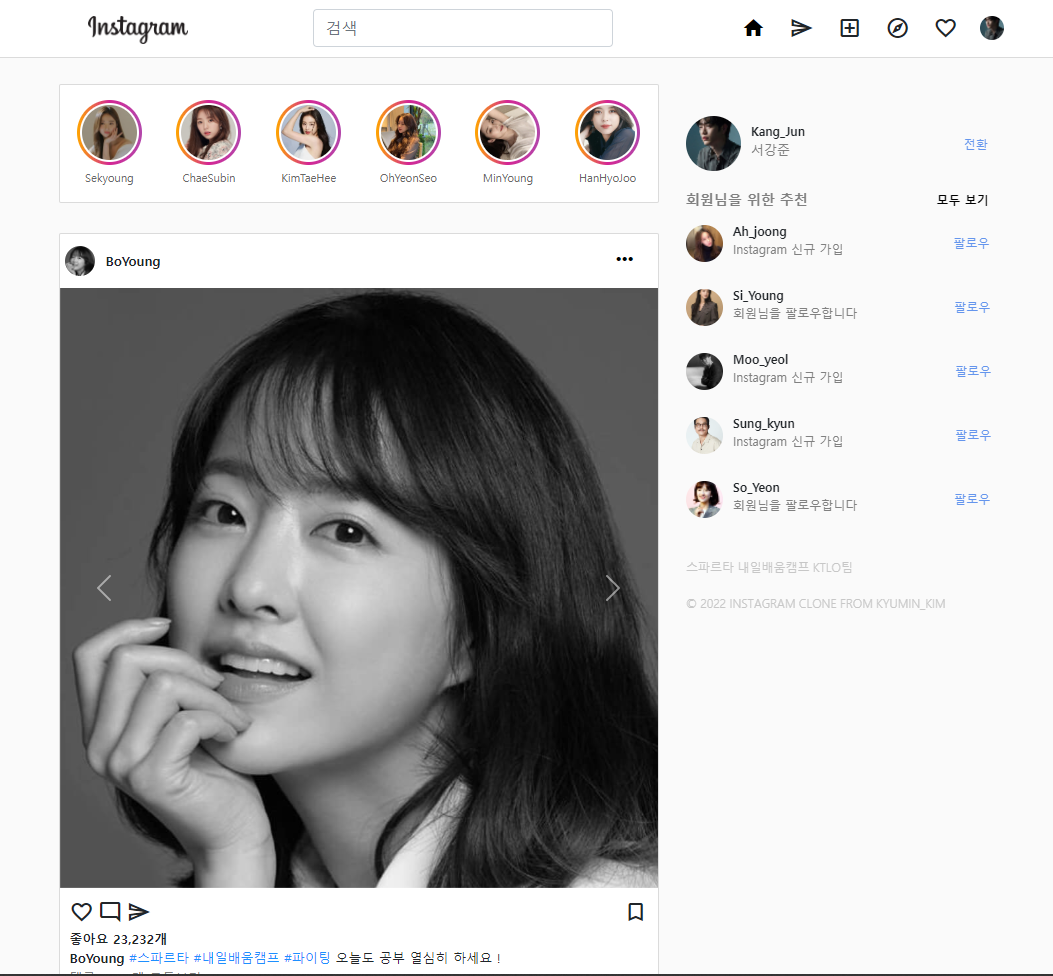 Instagram
검색
Sekyoung
ChaeSubin
KimTaeHee
OhYeonSeo
MinYoung
HanHyoJoo
Kang_Jun
서강준
전환
회원님을 위한 추천
모두 보기
Ah_joong
Instagram 신규 가입
팔로우
Si_Young
회원님을 팔로우합니다
팔로우
Moo_yeol
Instagram 신규 가입
팔로우
Sung_kyun
Instagram 신규 가입
팔로우
So_Yeon
회원님을 팔로우합니다
팔로우
스파르타 내일배움캠프 KTLO팀
© 2022 INSTAGRAM CLONE FROM KYUMIN_KIM
BoYoung
좋아요 23,232개
BoYoung #스파르타 #내일배움캠프 #파이팅 오늘도 공부 열심히 하세요 !